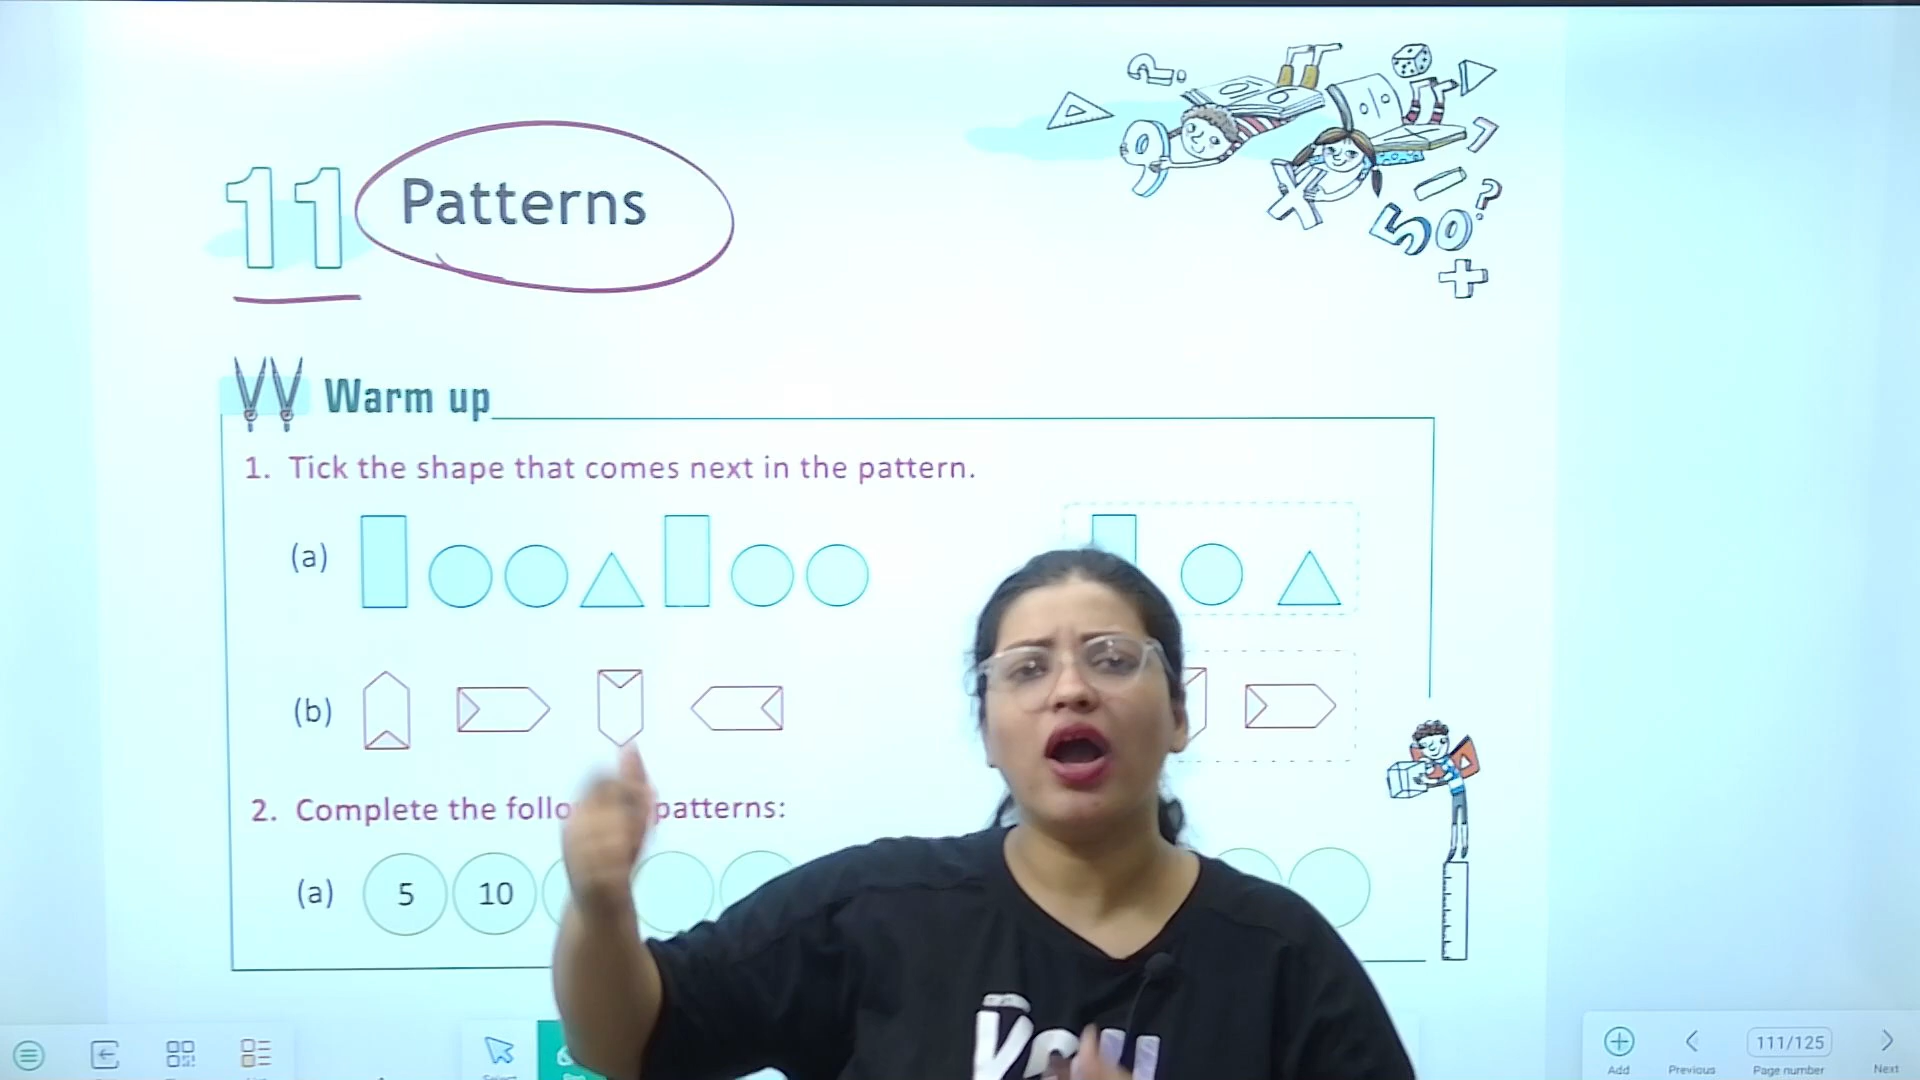 11 Patterns
Warm up
1. Tick the shape that comes next in the pattern.
(a)
(b)
2. Complete the patterns:
(a) 5 10
Add
Previous
111/125
Page number
Next